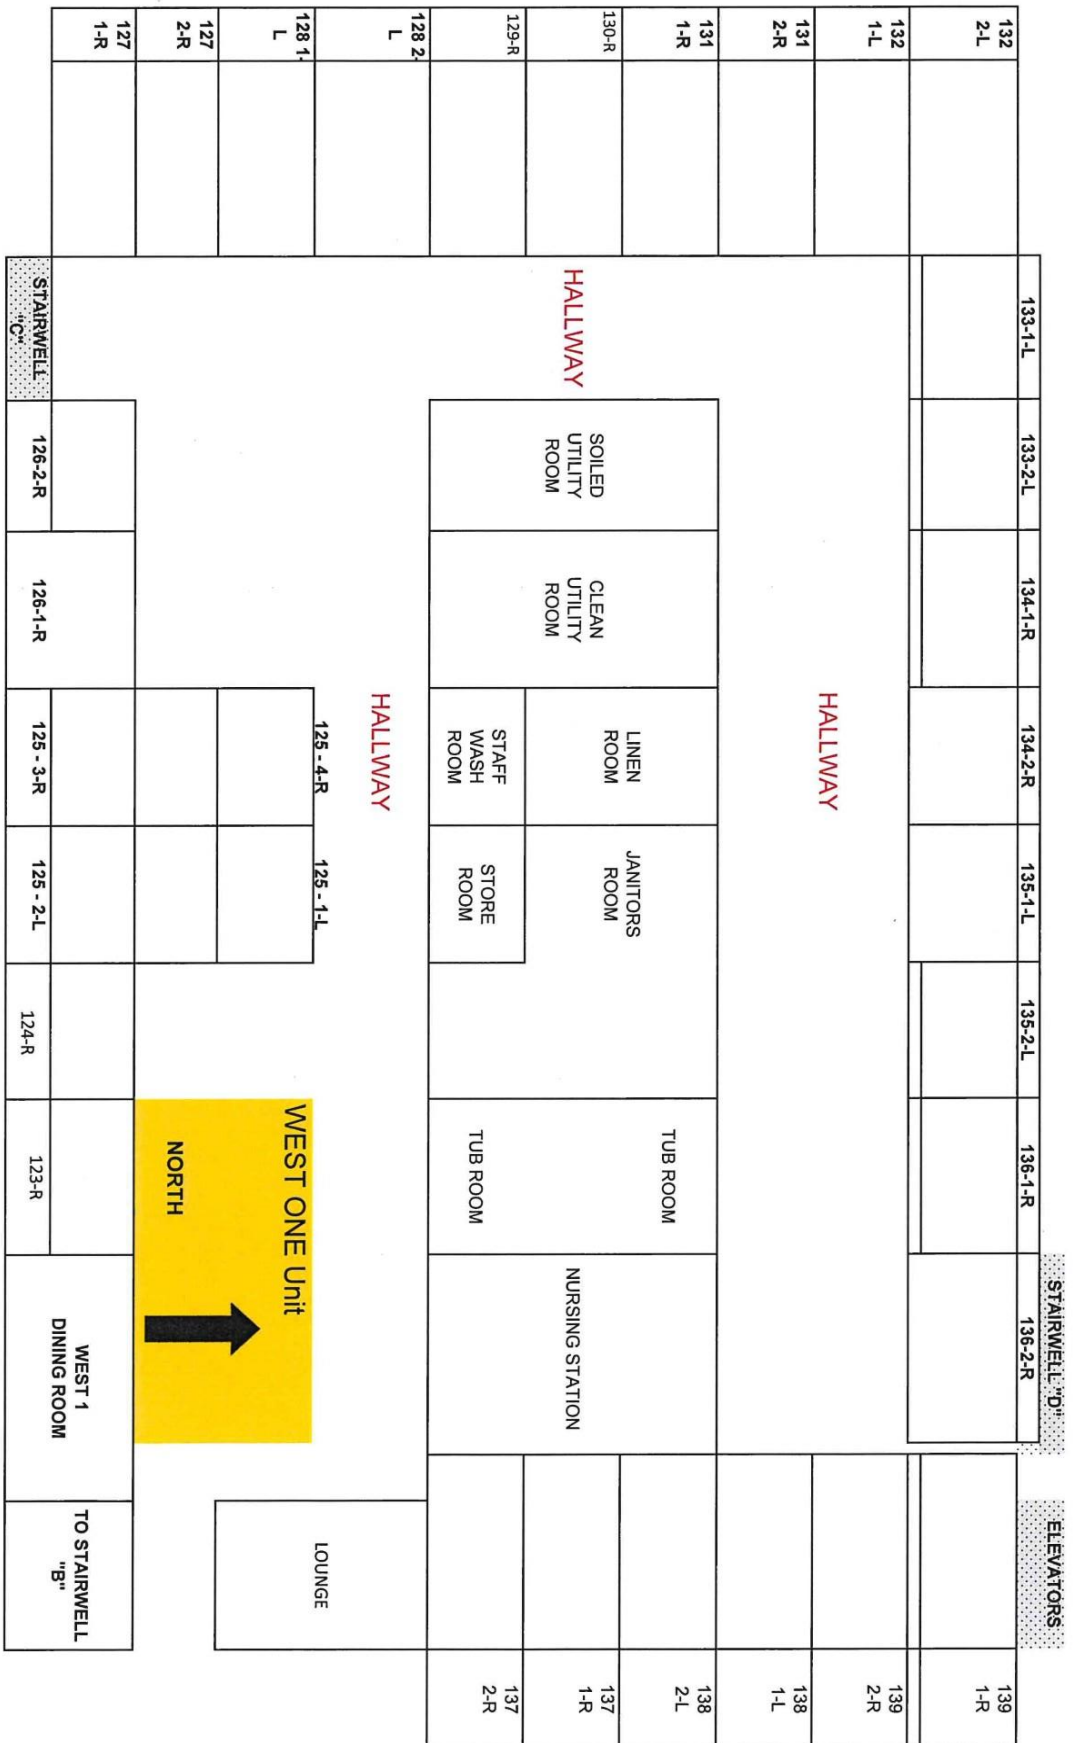 STAIRWELL "D"
ELEVATORS
133-1-L
133-2-L
134-1-R
134-2-R
135-1-L
135-2-L
136-1-R
136-2-R
132
2-L
139
1-R
132
1-L
139
2-R
HALLWAY
131
2-R
138
1-L
131
1-R
138
2-L
130-R
137
1-R
129-R
137
2-R
HALLWAY
SOILED
UTILITY
ROOM
CLEAN
UTILITY
ROOM
LINEN
ROOM
JANITORS
ROOM
TUB ROOM
NURSING STATION
STAFF
WASH
ROOM
STORE
ROOM
TUB ROOM
128 2-
L
HALLWAY
125 - 4-R
125 - 1-L
LOUNGE
128 1-
L
WEST ONE Unit
NORTH
127
2-R
127
1-R
STAIRWELL
"C"
126-2-R
126-1-R
125 - 3-R
125 - 2-L
124-R
123-R
WEST 1
DINING ROOM
TO STAIRWELL
"B"